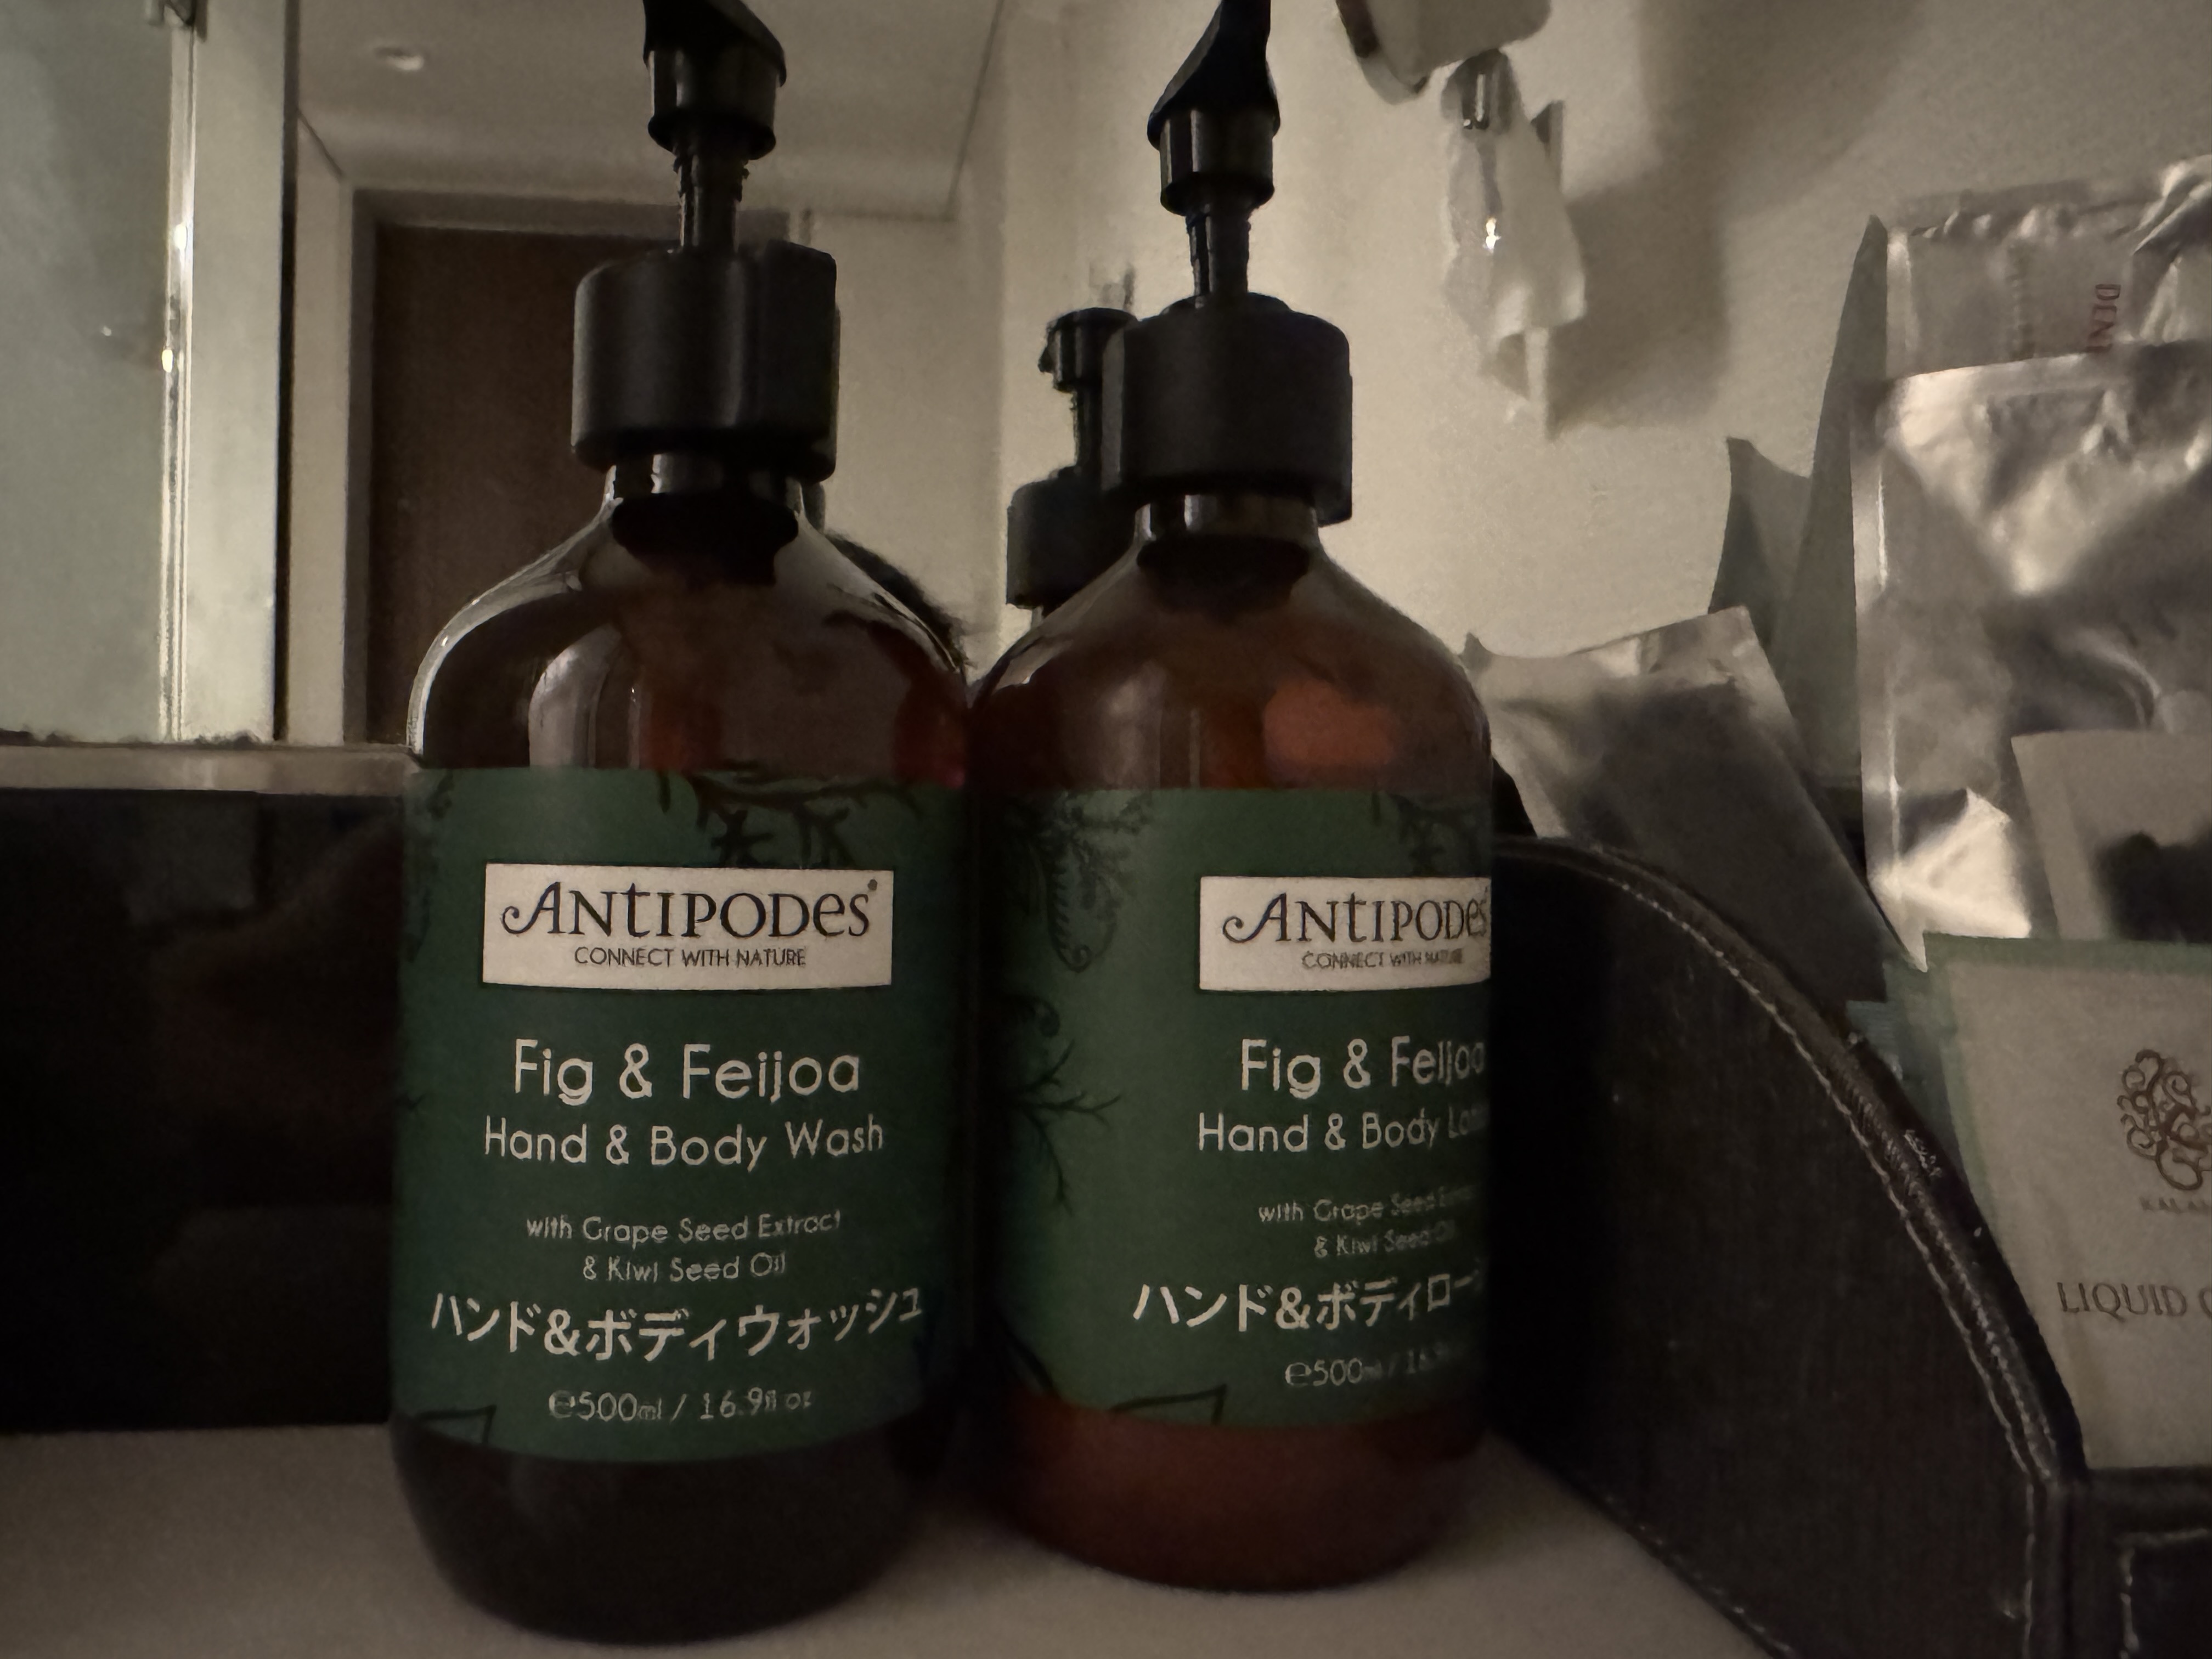 ANTIPODES
CONNECT WITH NATURE
Fig & Feijoa
Hand & Body Wash
with Grape Seed Extract
& Kiwi Seed Oil
ハンド&ボディウォッシュ
℮500ml / 16.9fl oz
ANTIPODES
CONNECT WITH NATURE
Fig & Feijoa
Hand & Body
with Grape Seed
& Kiwi Seed Oil
ハンド&ボディロー
℮500ml /
LIQUID